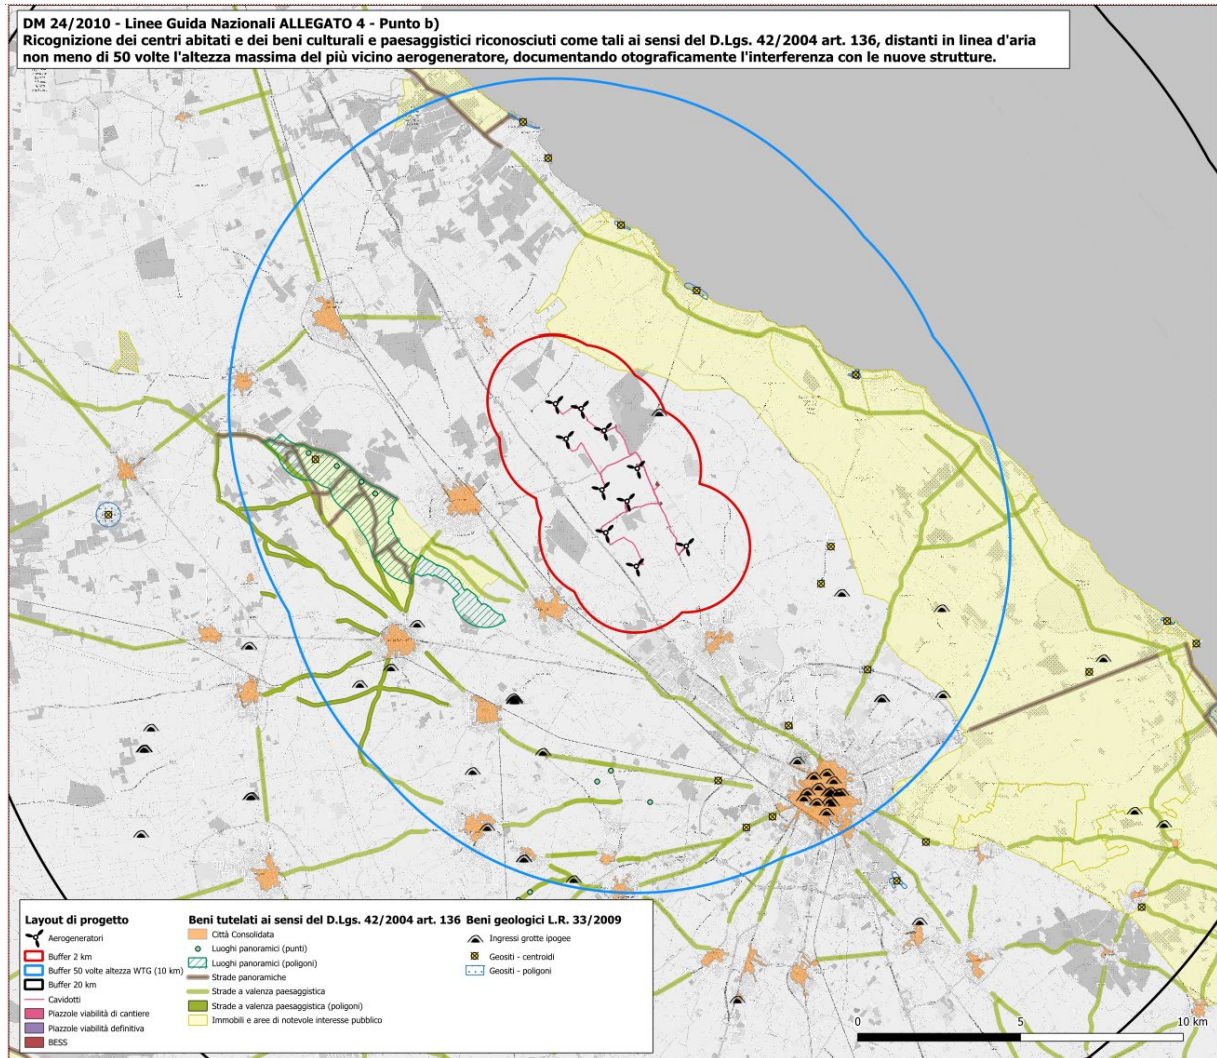 DM 24/2010 - Linee Guida Nazionali ALLEGATO 4 - Punto b)
Ricognizione dei centri abitati e dei beni culturali e paesaggistici riconosciuti come tali ai sensi del D.Lgs. 42/2004 art. 136, distanti in linea d'aria
non meno di 50 volte l'altezza massima del più vicino aerogeneratore, documentando otograficamente l'interferenza con le nuove strutture.
Layout di progetto
Aerogeneratori
Buffer 2 km
Buffer 50 volte altezza WTG (10 km)
Buffer 20 km
Cavidotti
Piazzole viabilità di cantiere
Piazzole viabilità definitiva
BESS
Beni tutelati ai sensi del D.Lgs. 42/2004 art. 136
Città Consolidata
Luoghi panoramici (punti)
Luoghi panoramici (poligoni)
Strade panoramiche
Strade a valenza paesaggistica
Strade a valenza paesaggistica (poligoni)
Immobili e aree di notevole interesse pubblico
Beni geologici L.R. 33/2009
Ingressi grotte ipogee
Geositi - centroidi
Geositi - poligoni
0 5 10 km